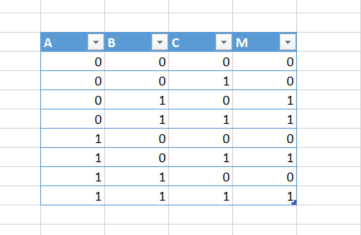 A B C M
0 0 0 0
0 0 1 0
0 1 0 1
0 1 1 1
1 0 0 0
1 0 1 1
1 1 0 0
1 1 1 1